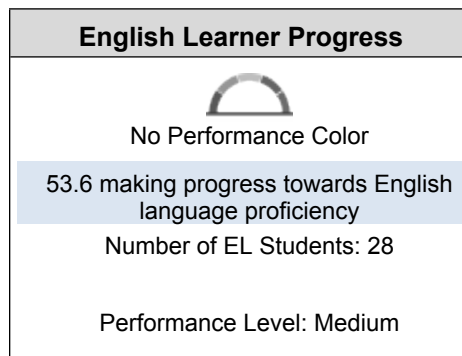 English Learner Progress
No Performance Color
53.6 making progress towards English
language proficiency
Number of EL Students: 28
Performance Level: Medium